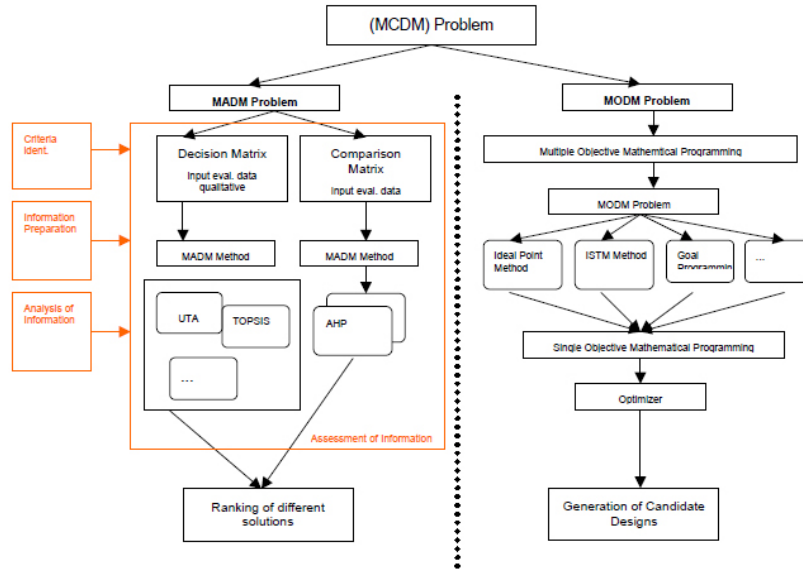 (MCDM) Problem
MADM Problem
MODM Problem
Criteria
Ident.
Decision Matrix
Input eval. data
qualitative
Comparison
Matrix
Input eval. data
Multiple Objective Mathemtical Programming
Information
Preparation
MODM Problem
MADM Method
MADM Method
Ideal Point
Method
ISTM Method
Goal
Programmin
...
Analysis of
Information
UTA
TOPSIS
AHP
...
Single Objective Mathematical Programming
Optimizer
Assessment of Information
Ranking of different
solutions
Generation of Candidate
Designs